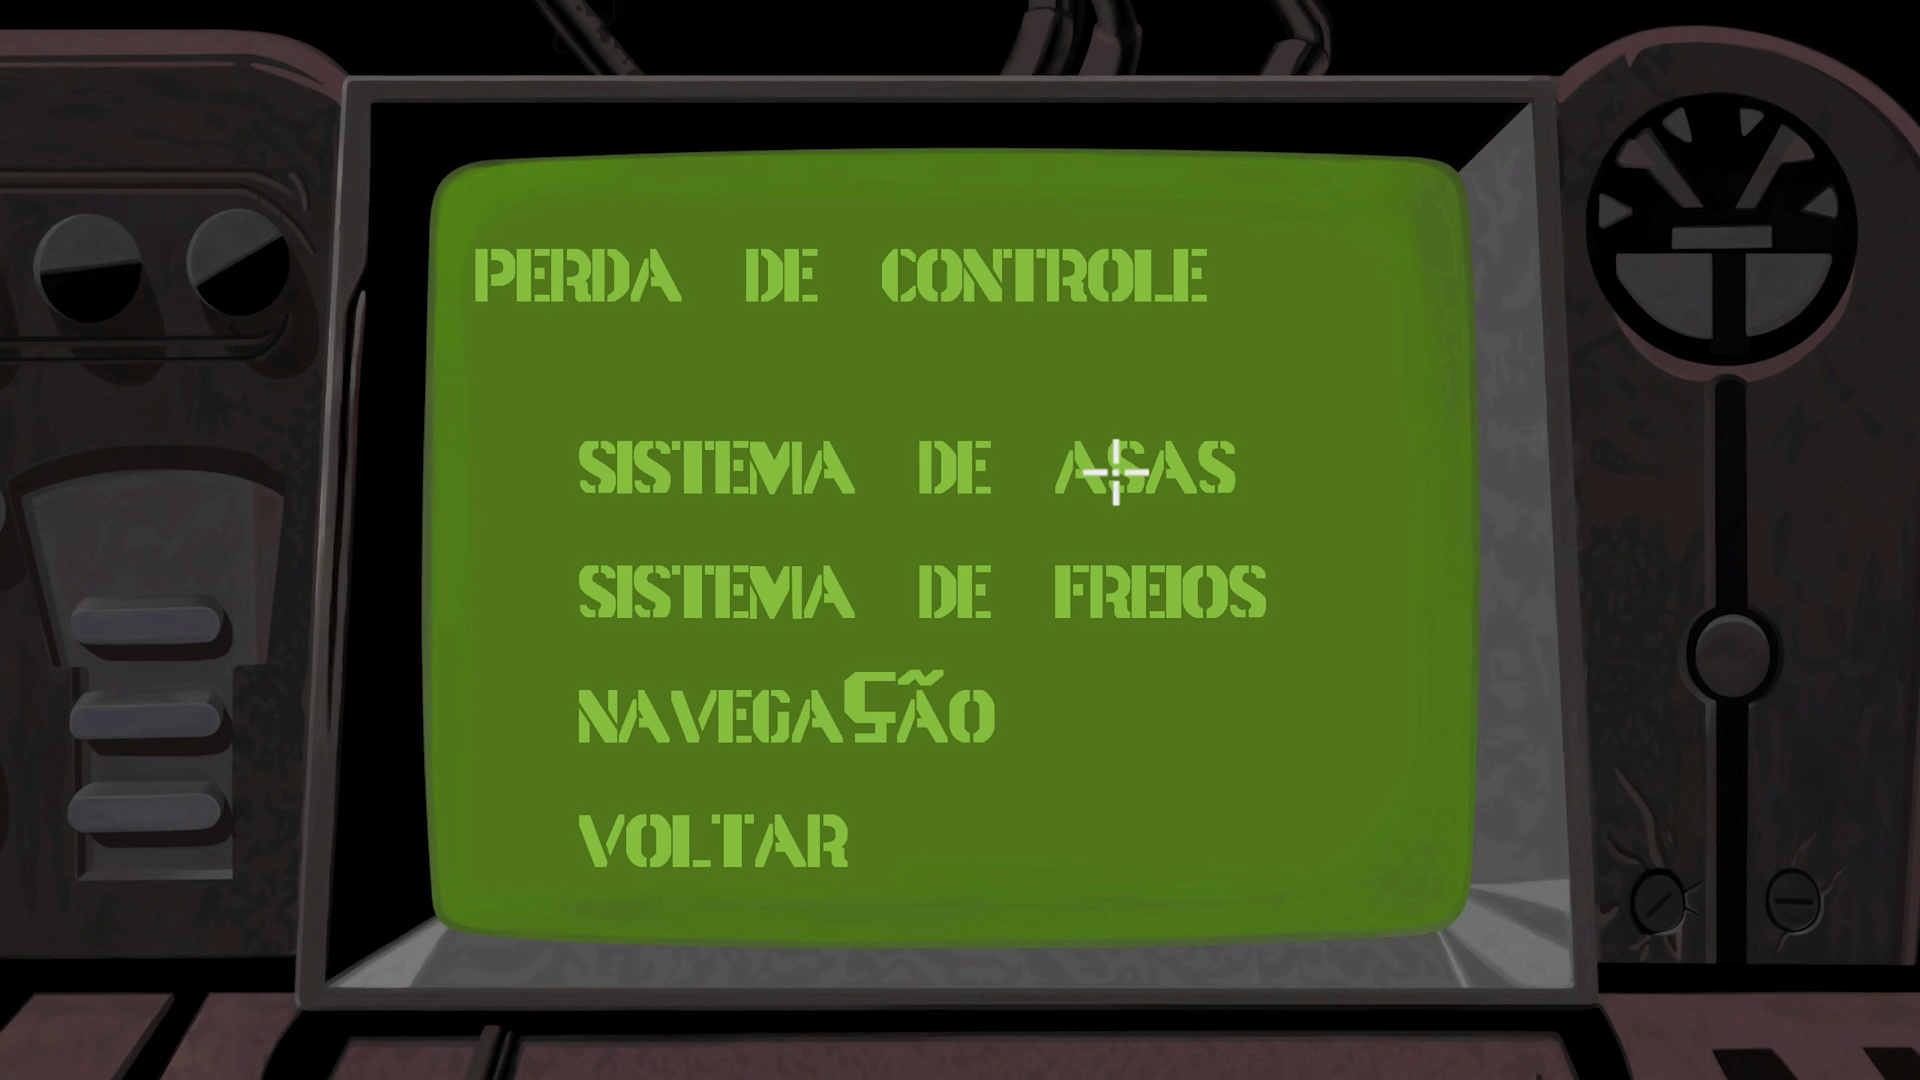 PERDA DE CONTROLE
SISTEMA DE ASAS
SISTEMA DE FREIOS
NAVEGAÇÃO
VOLTAR